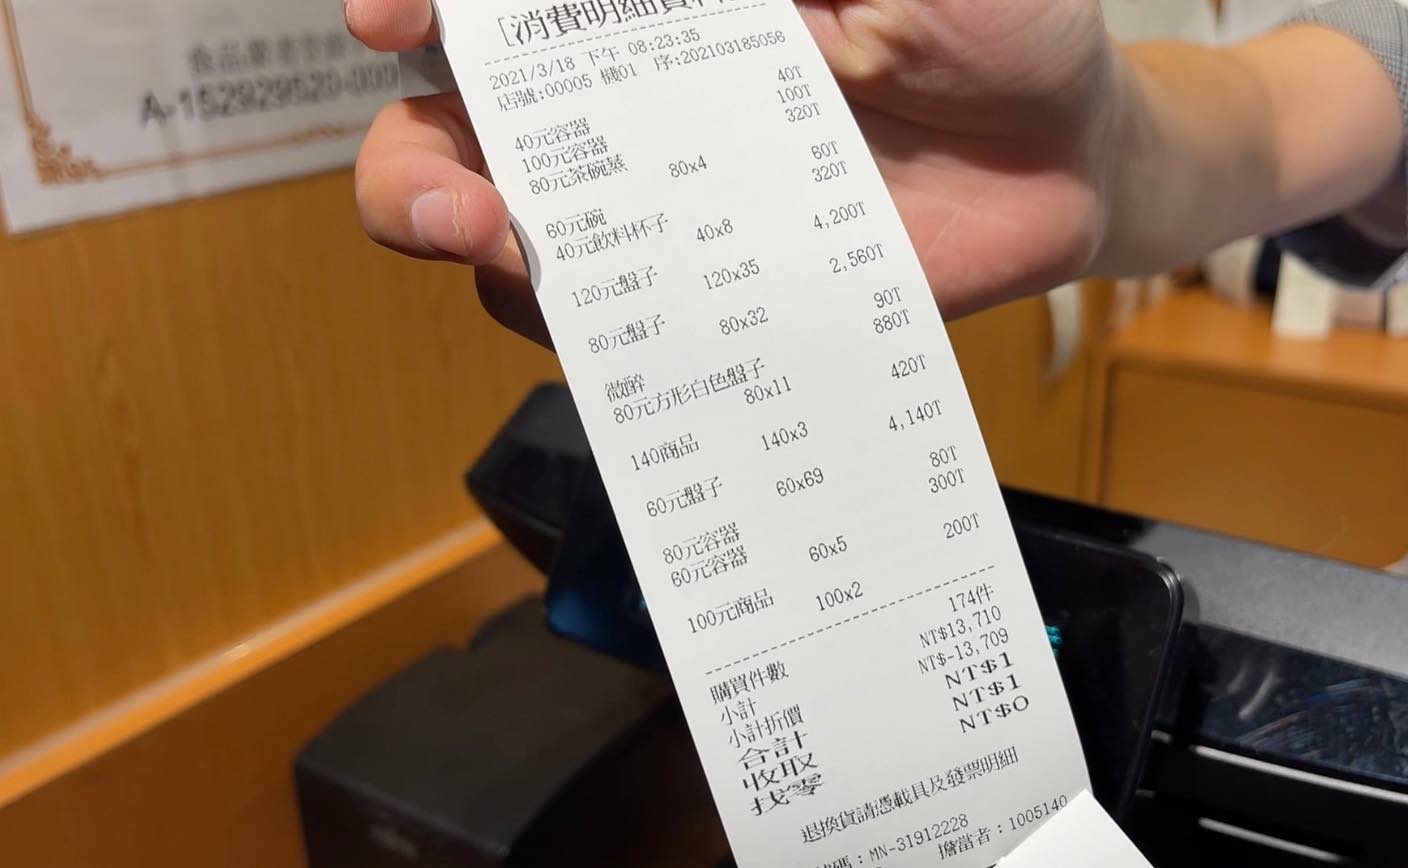 食品業者登錄
A-152929520-000
[消費明細資料
2021/3/18 下午 08:23:35
店號:00005 機01 序:202103185056
40元容器 40T
100元容器 100T
80元茶碗蒸 320T
80x4
60元碗 60T
40元飲料杯子 320T
40x8
120元盤子 4,200T
120x35
80元盤子 2,560T
80x32
微醉 90T
80元方形白色盤子 880T
80x11
140商品 420T
140x3
60元盤子 4,140T
60x69
80元容器 80T
60元容器 300T
60x5
100元商品 200T
100x2
購買件數 174件
小計 NT$13,710
小計折價 NT$-13,709
合計 NT$1
收取 NT$1
找零 NT$0
退換貨請憑載具及發票明細
號碼:MN-31912228
擔當者:1005140